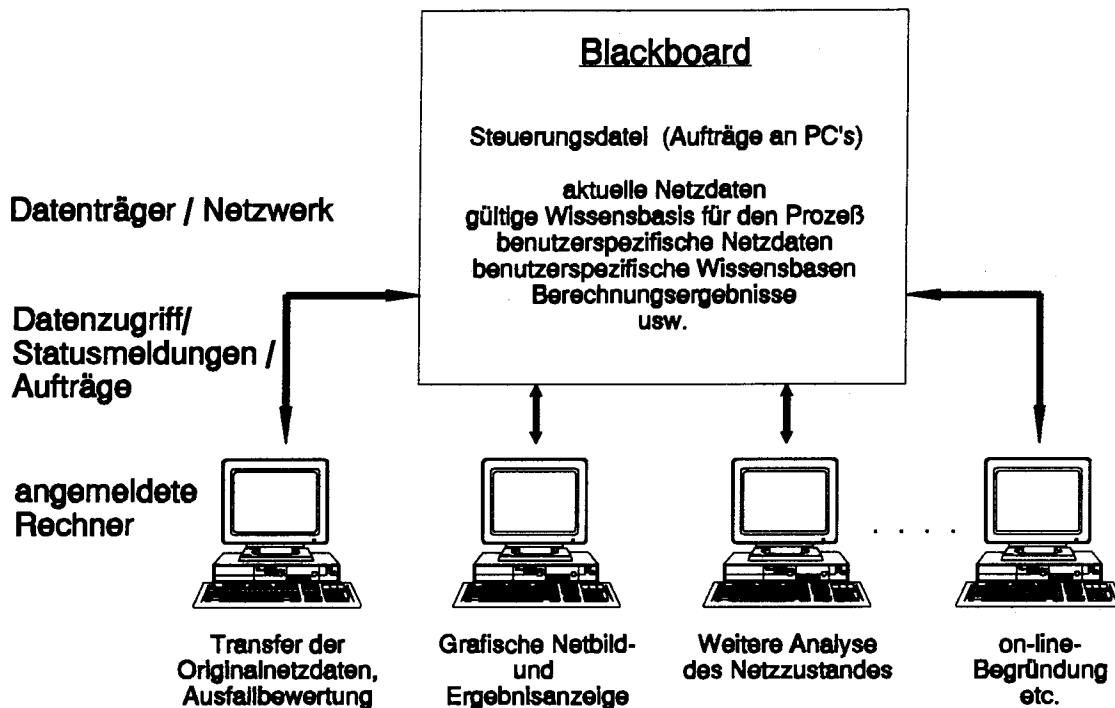 Blackboard
Steuerungsdatei (Aufträge an PC's)
aktuelle Netzdaten
gültige Wissensbasis für den Prozeß
benutzerspezifische Netzdaten
benutzerspezifische Wissensbasen
Berechnungsergebnisse
usw.
Datenträger / Netzwerk
Datenzugriff/
Statusmeldungen /
Aufträge
angemeldete
Rechner
. . . .
Transfer der
Originalnetzdaten,
Ausfallbewertung
Grafische Netbild-
und
Ergebnisanzeige
Weitere Analyse
des Netzzustandes
on-line-
Begründung
etc.